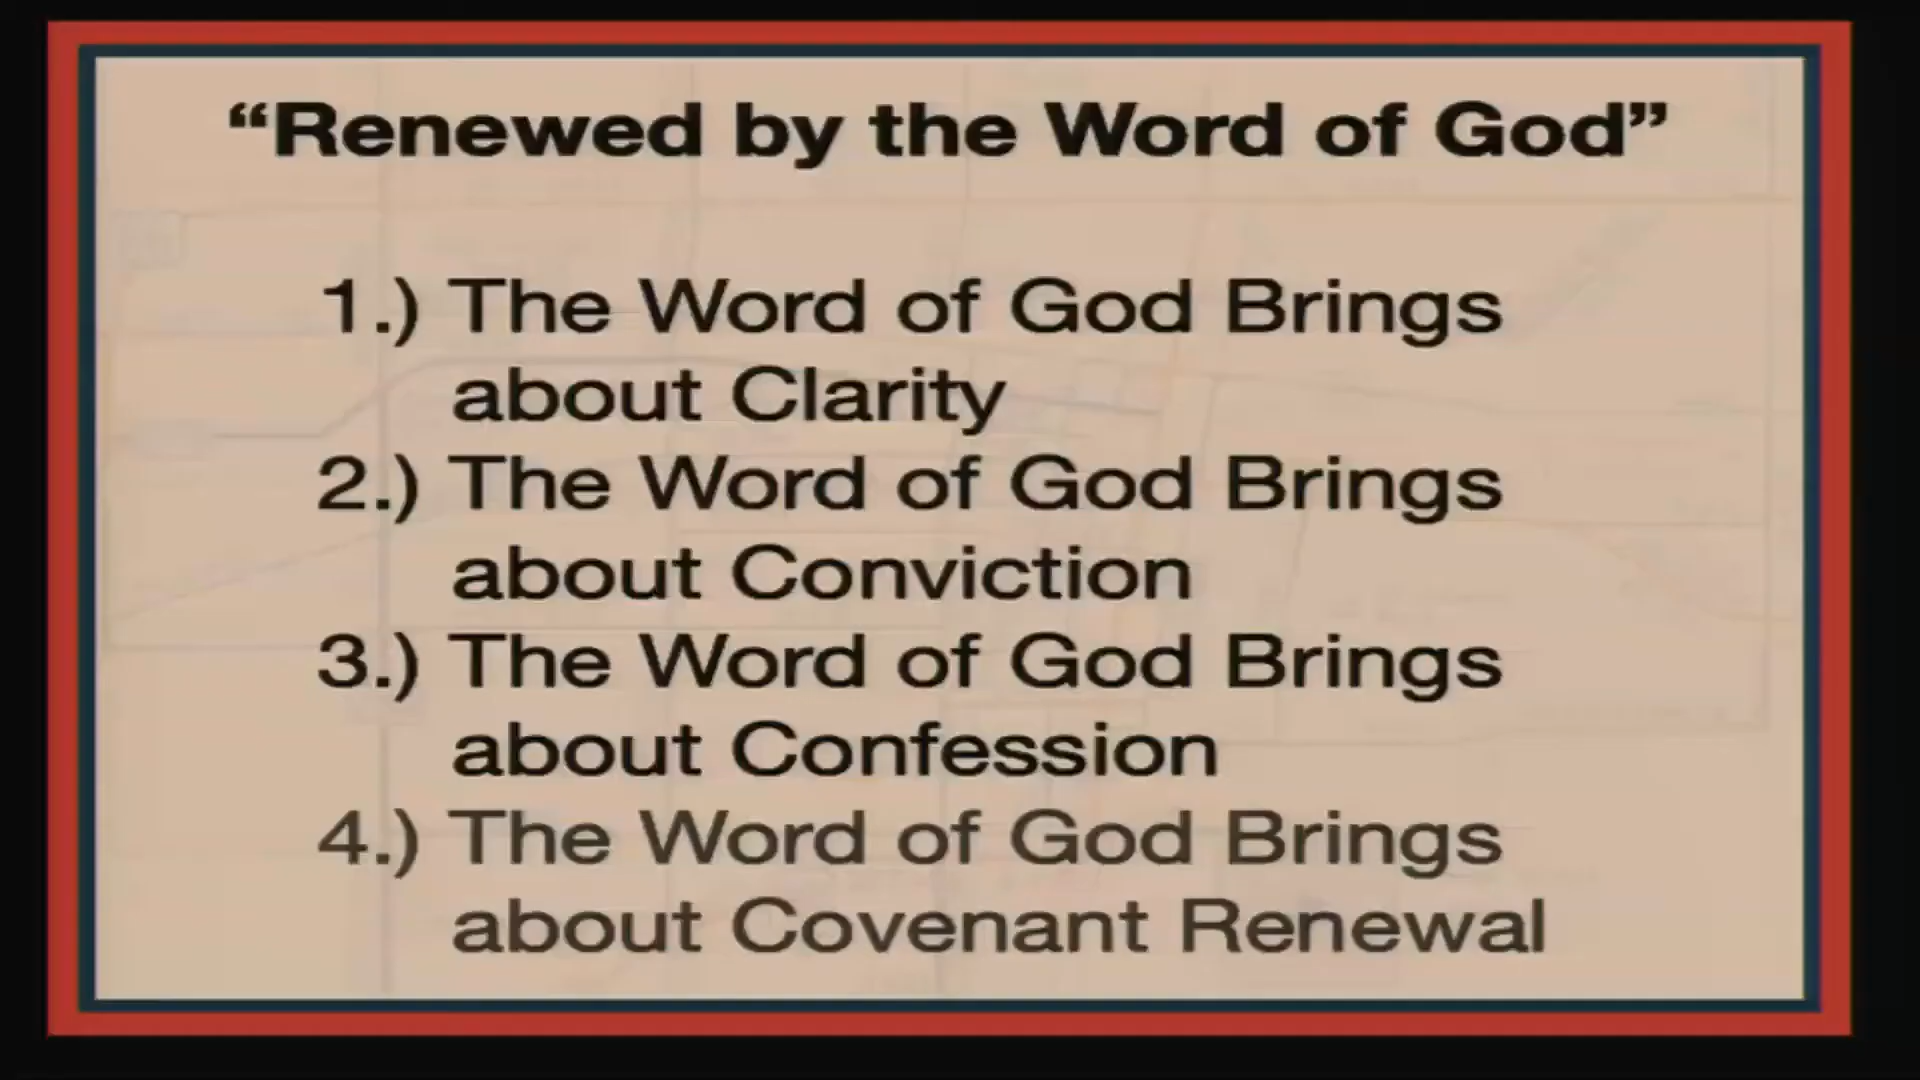 “Renewed by the Word of God”
1.) The Word of God Brings
about Clarity
2.) The Word of God Brings
about Conviction
3.) The Word of God Brings
about Confession
4.) The Word of God Brings
about Covenant Renewal